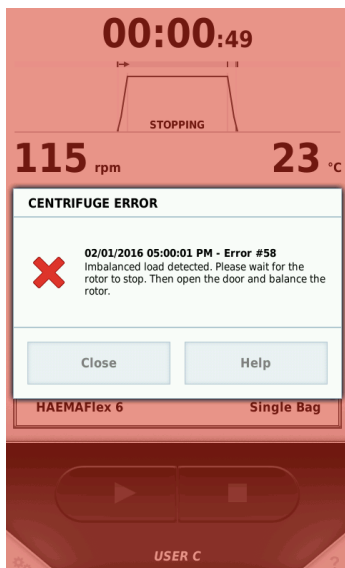 00:00:49
STOPPING
115 rpm
23 °C
CENTRIFUGE ERROR
02/01/2016 05:00:01 PM - Error #58
Imbalanced load detected. Please wait for the
rotor to stop. Then open the door and balance the
rotor.
Close
Help
HAEMAFlex 6
Single Bag
USER C
?